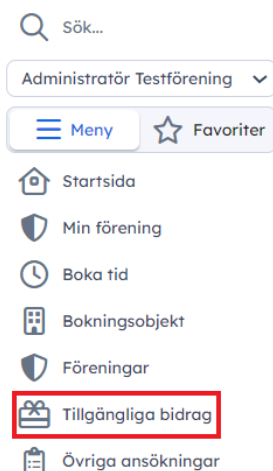 Sök...
Administratör Testförening
Meny
Favoriter
Startsida
Min förening
Boka tid
Bokningsobjekt
Föreningar
Tillgängliga bidrag
Övriga ansökningar